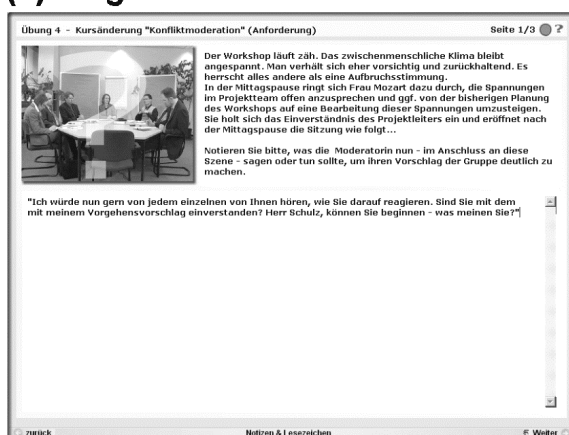 Übung 4 - Kursänderung "Konfliktmoderation" (Anforderung)
Seite 1/3 ?
Der Workshop läuft zäh. Das zwischenmenschliche Klima bleibt
angespannt. Man verhält sich eher vorsichtig und zurückhaltend. Es
herrscht alles andere als eine Aufbruchsstimmung.
In der Mittagspause ringt sich Frau Mozart dazu durch, die Spannungen
im Projektteam offen anzusprechen und ggf. von der bisherigen Planung
des Workshops auf eine Bearbeitung dieser Spannungen umzusteigen.
Sie holt sich das Einverständnis des Projektleiters ein und eröffnet nach
der Mittagspause die Sitzung wie folgt...
Notieren Sie bitte, was die Moderatorin nun - im Anschluss an diese
Szene - sagen oder tun sollte, um ihren Vorschlag der Gruppe deutlich zu
machen.
"Ich würde nun gern von jedem einzelnen von Ihnen hören, wie Sie darauf reagieren. Sind Sie mit dem
mit meinem Vorgehensvorschlag einverstanden? Herr Schulz, können Sie beginnen - was meinen Sie?"
zurück
Notizen & Lesezeichen
Weiter